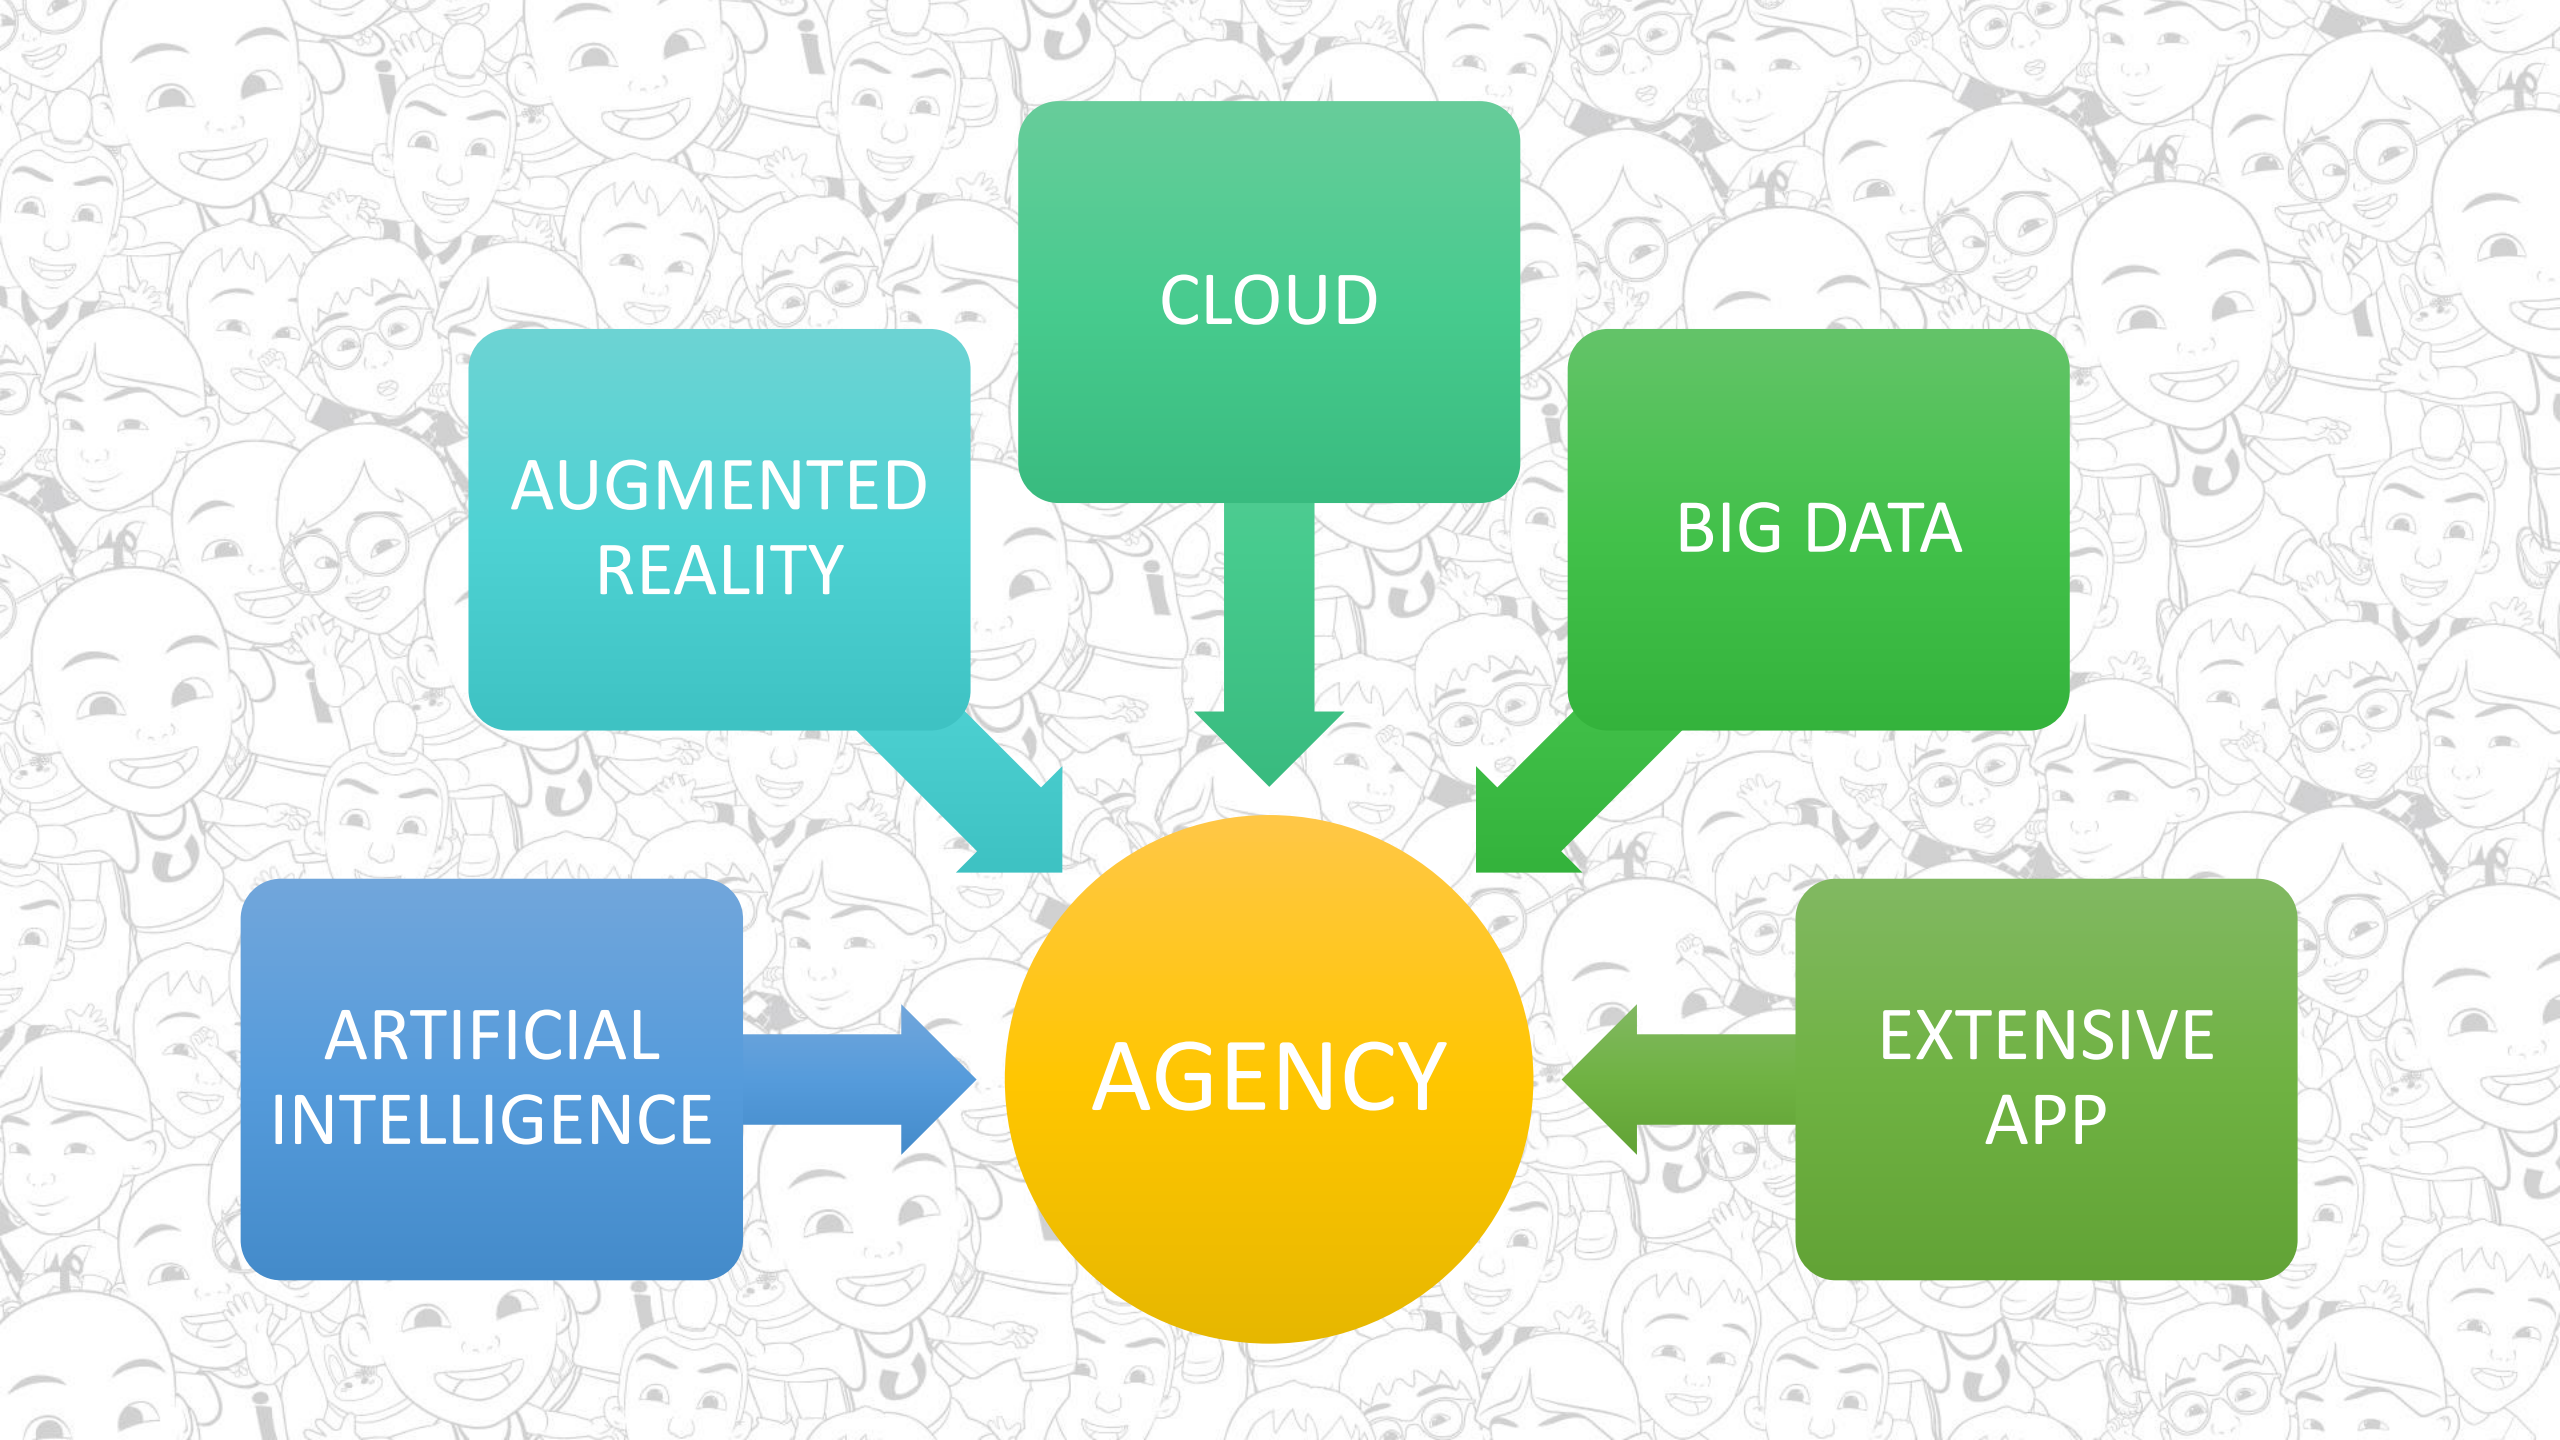 CLOUD
AUGMENTED
REALITY
BIG DATA
ARTIFICIAL
INTELLIGENCE
AGENCY
EXTENSIVE
APP